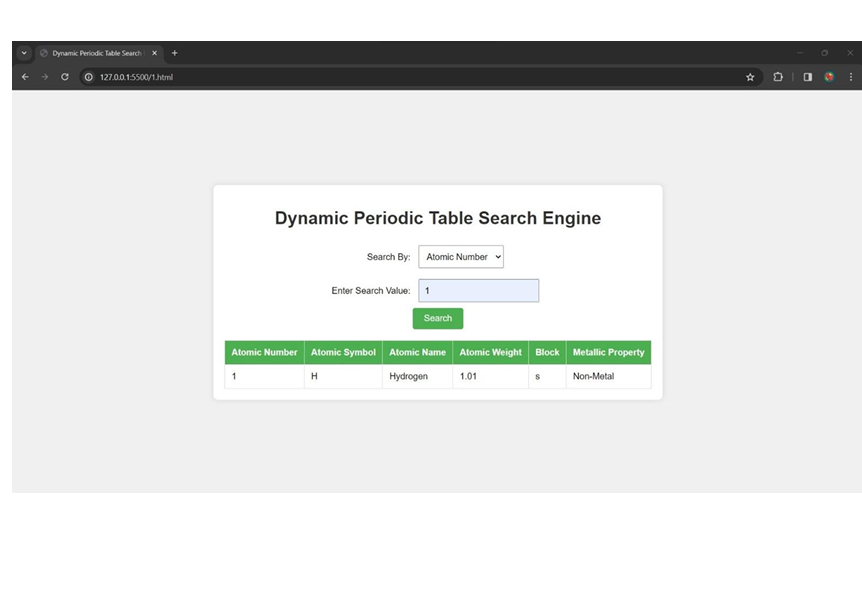 Dynamic Periodic Table Search
127.0.0.1:5500/1.html
Dynamic Periodic Table Search Engine
Search By: Atomic Number
Enter Search Value: 1
Search
Atomic Number Atomic Symbol Atomic Name Atomic Weight Block Metallic Property
1 H Hydrogen 1.01 s Non-Metal